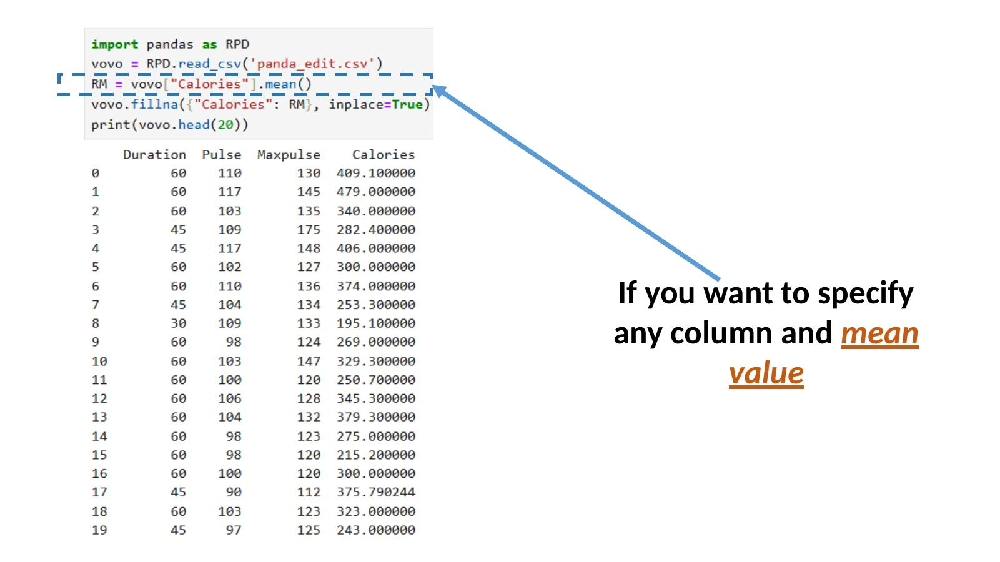 import pandas as RPD
vovo = RPD.read_csv('panda_edit.csv')
RM = vovo["Calories"].mean()
vovo.fillna({"Calories": RM}, inplace=True)
print(vovo.head(20))
Duration Pulse Maxpulse Calories
0 60 110 130 409.100000
1 60 117 145 479.000000
2 60 103 135 340.000000
3 45 109 175 282.400000
4 45 117 148 406.000000
5 60 102 127 300.000000
6 60 110 136 374.000000
7 45 104 134 253.300000
8 30 109 133 195.100000
9 60 98 124 269.000000
10 60 103 147 329.300000
11 60 100 120 250.700000
12 60 106 128 345.300000
13 60 104 132 379.300000
14 60 98 123 275.000000
15 60 98 120 215.200000
16 60 100 120 300.000000
17 45 90 112 375.790244
18 60 103 123 323.000000
19 45 97 125 243.000000
If you want to specify
any column and mean
value